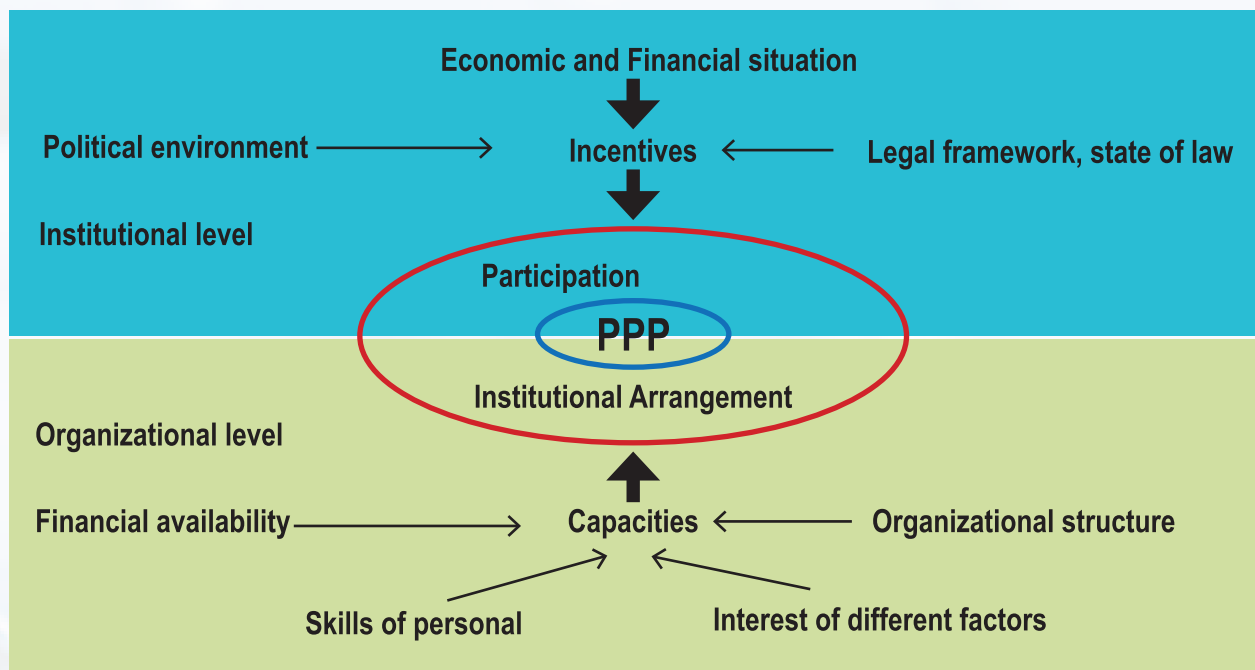 Economic and Financial situation
Political environment
Incentives
Legal framework, state of law
Institutional level
Participation
PPP
Institutional Arrangement
Organizational level
Financial availability
Capacities
Organizational structure
Skills of personal
Interest of different factors